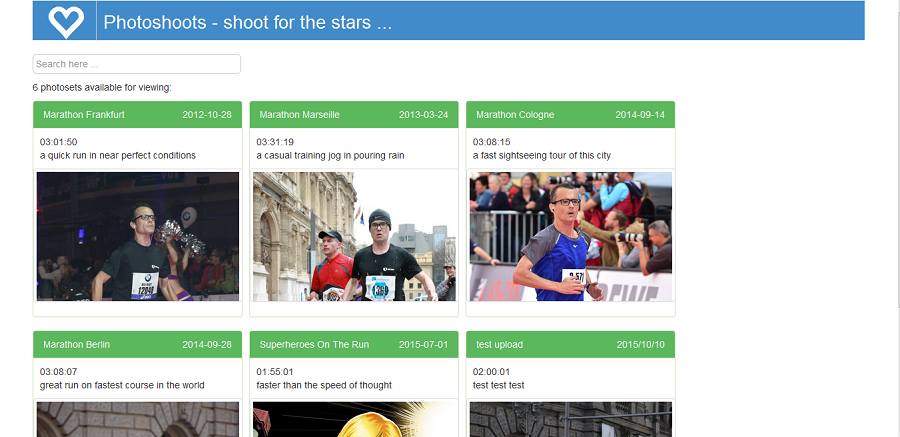 Photoshoots - shoot for the stars ...
Search here ...
6 photosets available for viewing:
Marathon Frankfurt 2012-10-28
03:01:50
a quick run in near perfect conditions
12040
Marathon Marseille 2013-03-24
03:31:19
a casual training jog in pouring rain
Marathon Cologne 2014-09-14
03:08:15
a fast sightseeing tour of this city
Marathon Berlin 2014-09-28
03:08:07
great run on fastest course in the world
Superheroes On The Run 2015-07-01
01:55:01
faster than the speed of thought
test upload 2015/10/10
02:00:01
test test test